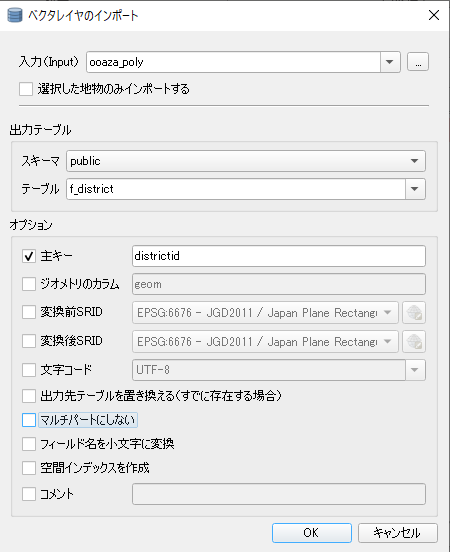 ベクタレイヤのインポート
入力(Input) ooaza_poly ...
選択した地物のみインポートする
出力テーブル
スキーマ public
テーブル f_district
オプション
主キー districtid
ジオメトリのカラム geom
変換前SRID EPSG:6676 - JGD2011 / Japan Plane Rectangu
変換後SRID EPSG:6676 - JGD2011 / Japan Plane Rectangu
文字コード UTF-8
出力先テーブルを置き換える(すでに存在する場合)
マルチパートにしない
フィールド名を小文字に変換
空間インデックスを作成
コメント
OK キャンセル